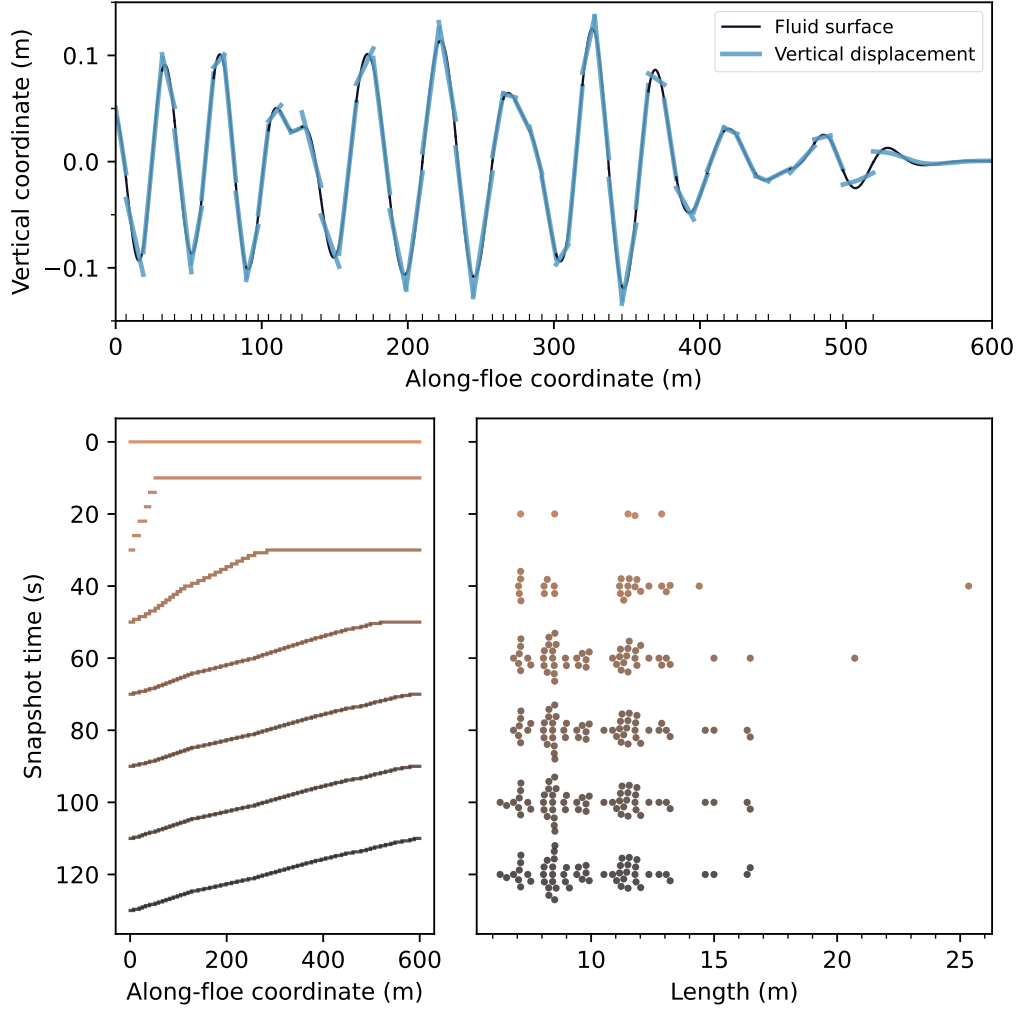 Vertical coordinate (m)
0.1
0.0
−0.1
Fluid surface
Vertical displacement
0 100 200 300 400 500 600
Along-floe coordinate (m)
Snapshot time (s)
0
20
40
60
80
100
120
0 200 400 600
Along-floe coordinate (m)
10 15 20 25
Length (m)